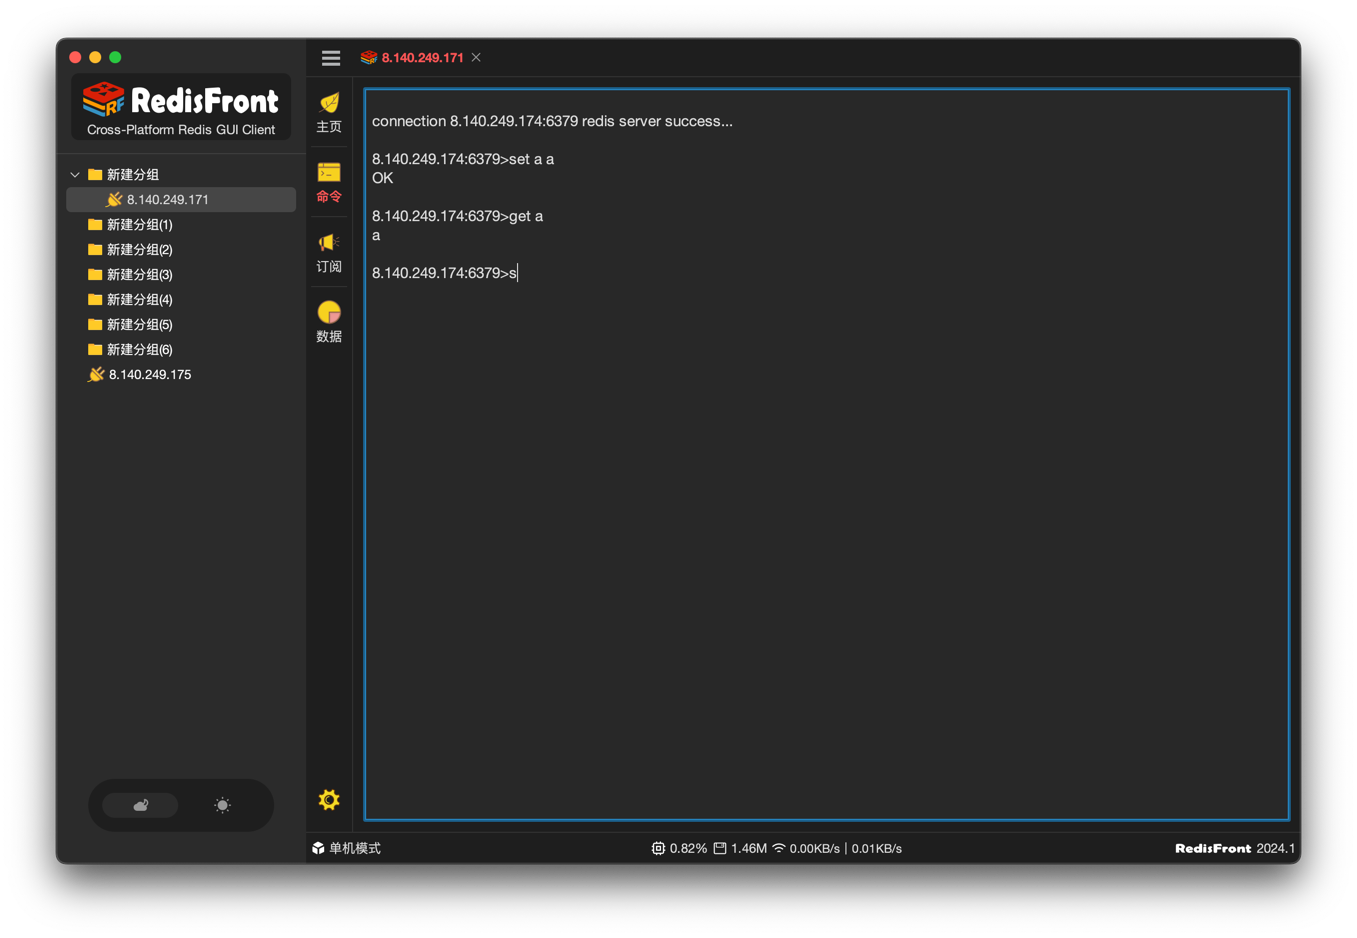 RF RedisFront
Cross-Platform Redis GUI Client
新建分组
8.140.249.171
新建分组(1)
新建分组(2)
新建分组(3)
新建分组(4)
新建分组(5)
新建分组(6)
8.140.249.175
8.140.249.171
主页
命令
订阅
数据
connection 8.140.249.174:6379 redis server success...
8.140.249.174:6379>set a a
OK
8.140.249.174:6379>get a
a
8.140.249.174:6379>s
单机模式
0.82% 1.46M 0.00KB/s | 0.01KB/s
RedisFront 2024.1